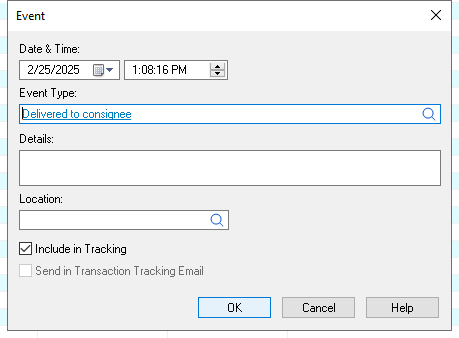 Event
Date & Time:
2/25/2025 1:08:16 PM
Event Type:
Delivered to consignee
Details:
Location:
Include in Tracking
Send in Transaction Tracking Email
OK Cancel Help